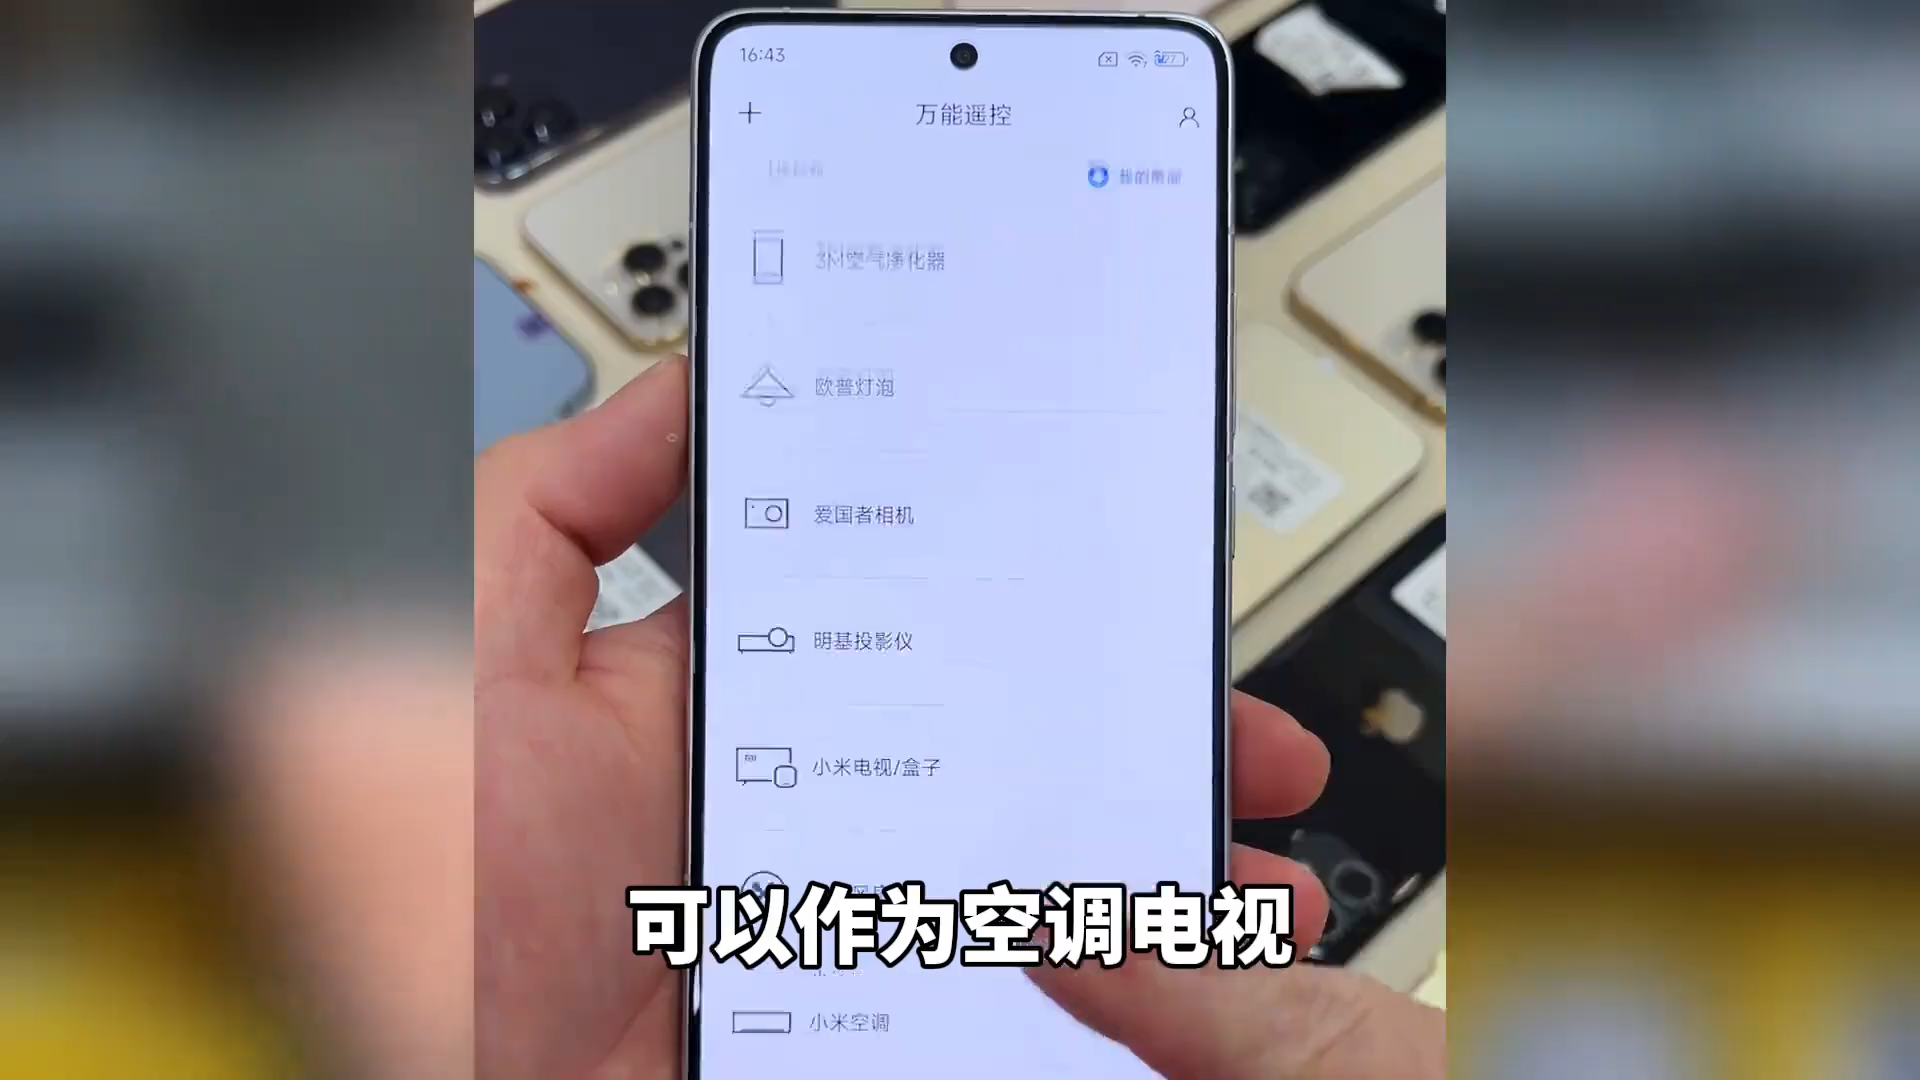 16:43
万能遥控
3M空气净化器
欧普灯泡
爱国者相机
明基投影仪
小米电视/盒子
可以作为空调电视
小米空调